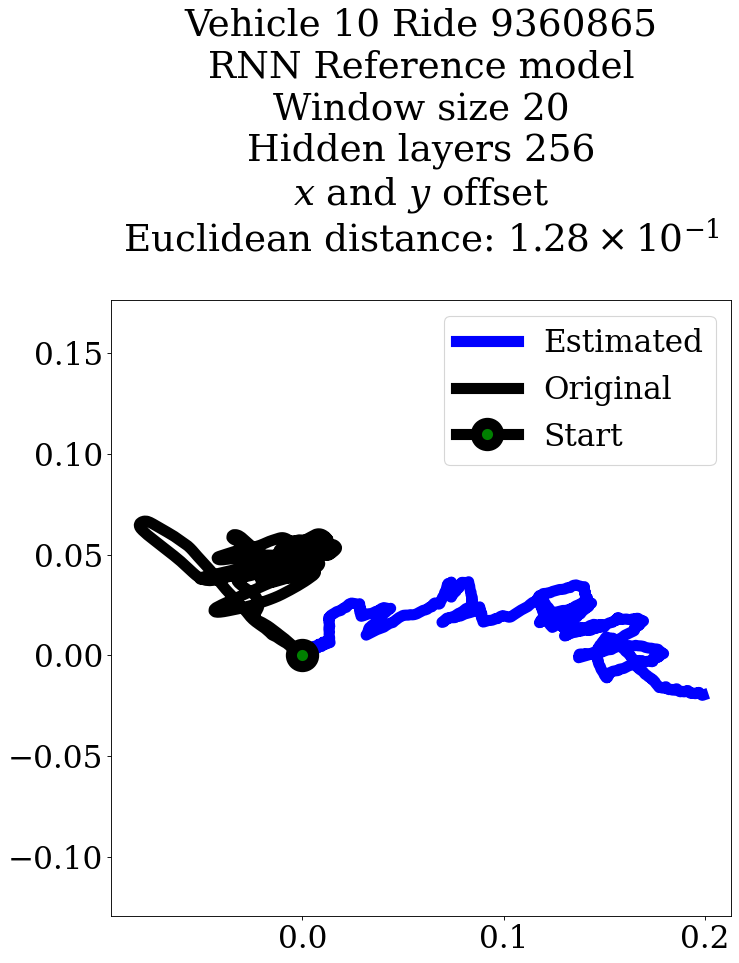 Vehicle 10 Ride 9360865
RNN Reference model
Window size 20
Hidden layers 256
x and y offset
Euclidean distance: 1.28 × 10⁻¹
Estimated
Original
Start
0.15
0.10
0.05
0.00
−0.05
−0.10
0.0 0.1 0.2